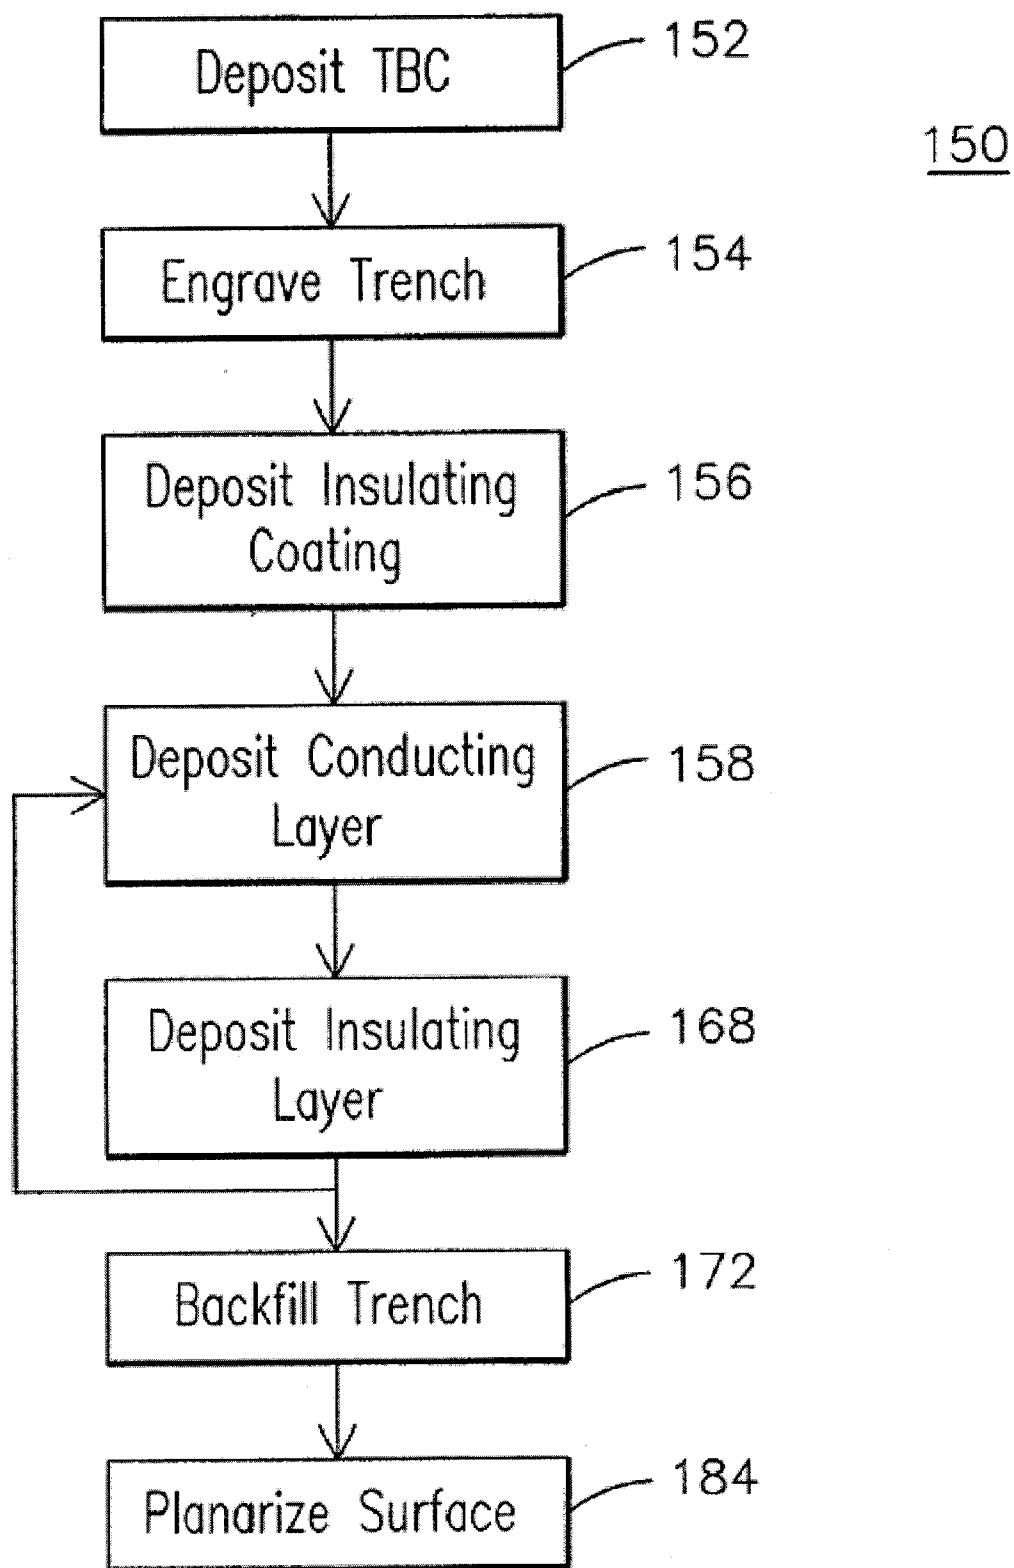 Deposit TBC
152
150
Engrave Trench
154
Deposit Insulating
Coating
156
Deposit Conducting
Layer
158
Deposit Insulating
Layer
168
Backfill Trench
172
Planarize Surface
184